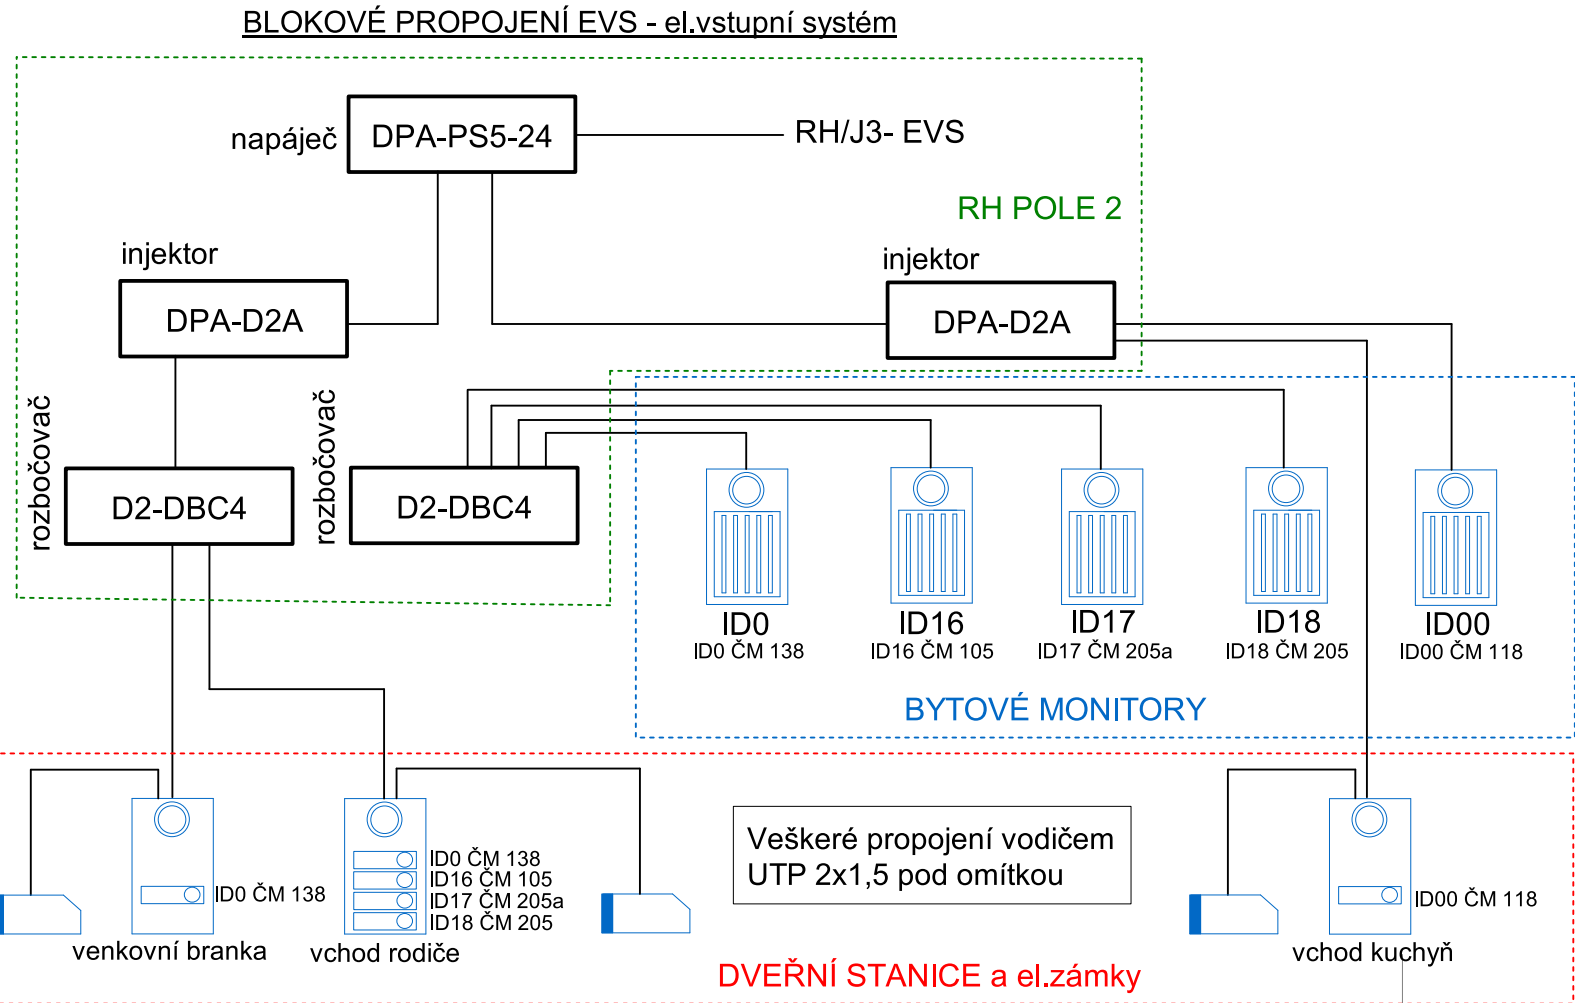 BLOKOVÉ PROPOJENÍ EVS - el.vstupní systém
napáječ
DPA-PS5-24
RH/J3- EVS
RH POLE 2
injektor
DPA-D2A
injektor
DPA-D2A
rozbočovač
D2-DBC4
rozbočovač
D2-DBC4
ID0
ID0 ČM 138
ID16
ID16 ČM 105
ID17
ID17 ČM 205a
ID18
ID18 ČM 205
ID00
ID00 ČM 118
BYTOVÉ MONITORY
ID0 ČM 138
venkovní branka
ID0 ČM 138
ID16 ČM 105
ID17 ČM 205a
ID18 ČM 205
vchod rodiče
Veškeré propojení vodičem
UTP 2x1,5 pod omítkou
ID00 ČM 118
vchod kuchyň
DVEŘNÍ STANICE a el.zámky